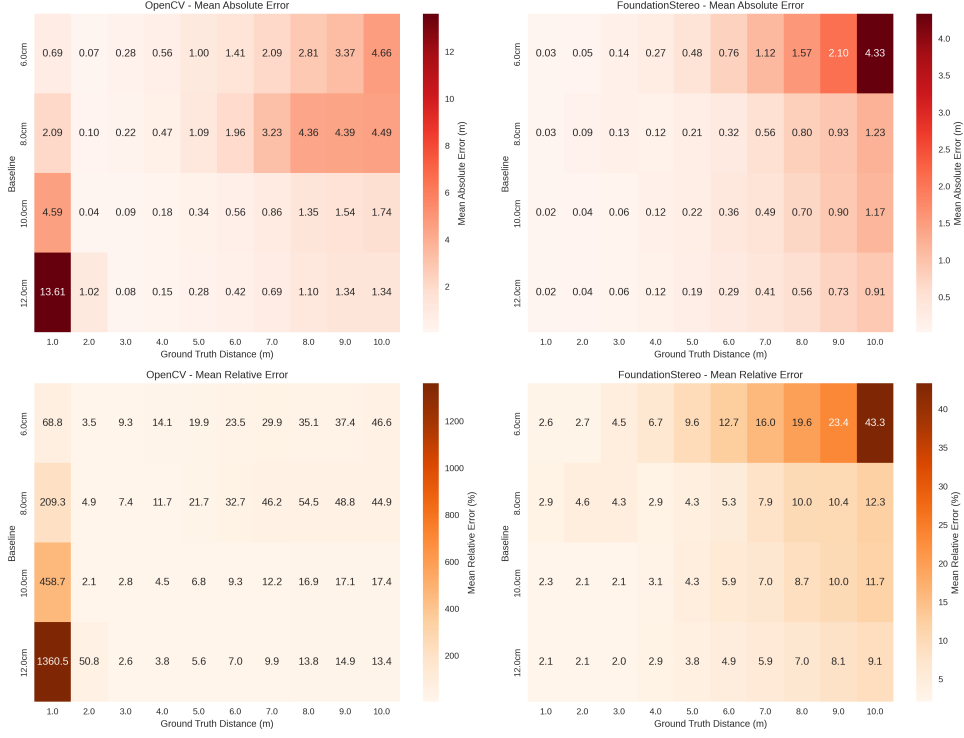 OpenCV - Mean Absolute Error
6.0cm 0.69 0.07 0.28 0.56 1.00 1.41 2.09 2.81 3.37 4.66
8.0cm 2.09 0.10 0.22 0.47 1.09 1.96 3.23 4.36 4.39 4.49
10.0cm 4.59 0.04 0.09 0.18 0.34 0.56 0.86 1.35 1.54 1.74
12.0cm 13.61 1.02 0.08 0.15 0.28 0.42 0.69 1.10 1.34 1.34
Baseline
1.0 2.0 3.0 4.0 5.0 6.0 7.0 8.0 9.0 10.0
Ground Truth Distance (m)
12
10
8
6
4
2
Mean Absolute Error (m)
FoundationStereo - Mean Absolute Error
6.0cm 0.03 0.05 0.14 0.27 0.48 0.76 1.12 1.57 2.10 4.33
8.0cm 0.03 0.09 0.13 0.12 0.21 0.32 0.56 0.80 0.93 1.23
10.0cm 0.02 0.04 0.06 0.12 0.22 0.36 0.49 0.70 0.90 1.17
12.0cm 0.02 0.04 0.06 0.12 0.19 0.29 0.41 0.56 0.73 0.91
Baseline
1.0 2.0 3.0 4.0 5.0 6.0 7.0 8.0 9.0 10.0
Ground Truth Distance (m)
4.0
3.5
3.0
2.5
2.0
1.5
1.0
0.5
Mean Absolute Error (m)
OpenCV - Mean Relative Error
6.0cm 68.8 3.5 9.3 14.1 19.9 23.5 29.9 35.1 37.4 46.6
8.0cm 209.3 4.9 7.4 11.7 21.7 32.7 46.2 54.5 48.8 44.9
10.0cm 458.7 2.1 2.8 4.5 6.8 9.3 12.2 16.9 17.1 17.4
12.0cm 1360.5 50.8 2.6 3.8 5.6 7.0 9.9 13.8 14.9 13.4
Baseline
1.0 2.0 3.0 4.0 5.0 6.0 7.0 8.0 9.0 10.0
Ground Truth Distance (m)
1200
1000
800
600
400
200
Mean Relative Error (%)
FoundationStereo - Mean Relative Error
6.0cm 2.6 2.7 4.5 6.7 9.6 12.7 16.0 19.6 23.4 43.3
8.0cm 2.9 4.6 4.3 2.9 4.3 5.3 7.9 10.0 10.4 12.3
10.0cm 2.3 2.1 2.1 3.1 4.3 5.9 7.0 8.7 10.0 11.7
12.0cm 2.1 2.1 2.0 2.9 3.8 4.9 5.9 7.0 8.1 9.1
Baseline
1.0 2.0 3.0 4.0 5.0 6.0 7.0 8.0 9.0 10.0
Ground Truth Distance (m)
40
35
30
25
20
15
10
5
Mean Relative Error (%)